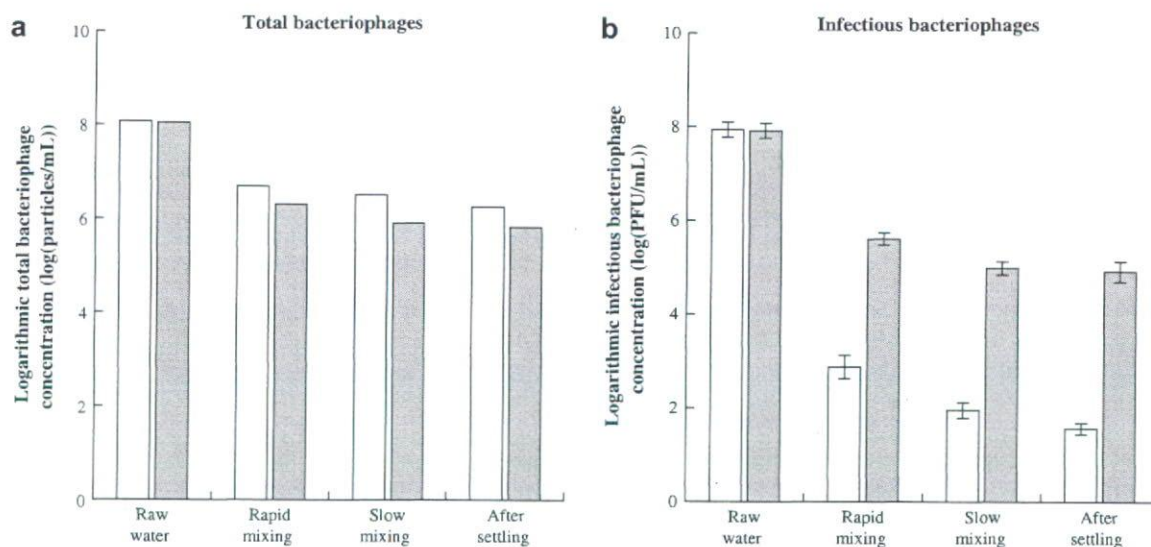 a
Total bacteriophages
Logarithmic total bacteriophage
concentration (log(particles/mL))
10
8
6
4
2
0
Raw
water
Rapid
mixing
Slow
mixing
After
settling
b
Infectious bacteriophages
Logarithmic infectious bacteriophage
concentration (log(PFU/mL))
10
8
6
4
2
0
Raw
water
Rapid
mixing
Slow
mixing
After
settling